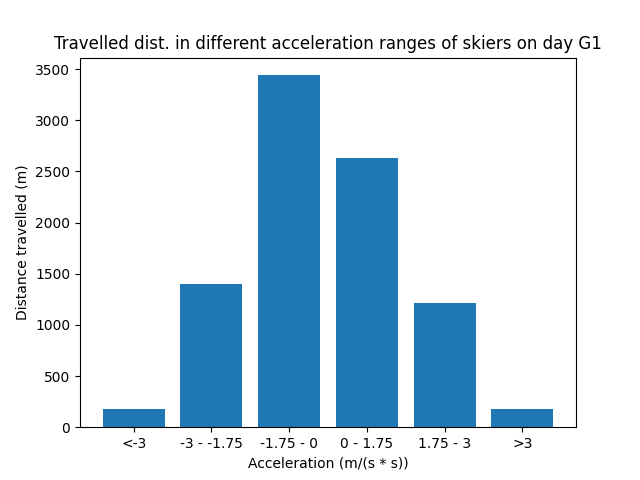 Travelled dist. in different acceleration ranges of skiers on day G1
3500
3000
2500
2000
1500
1000
500
0
Distance travelled (m)
<-3
-3 - -1.75
-1.75 - 0
0 - 1.75
1.75 - 3
>3
Acceleration (m/(s * s))